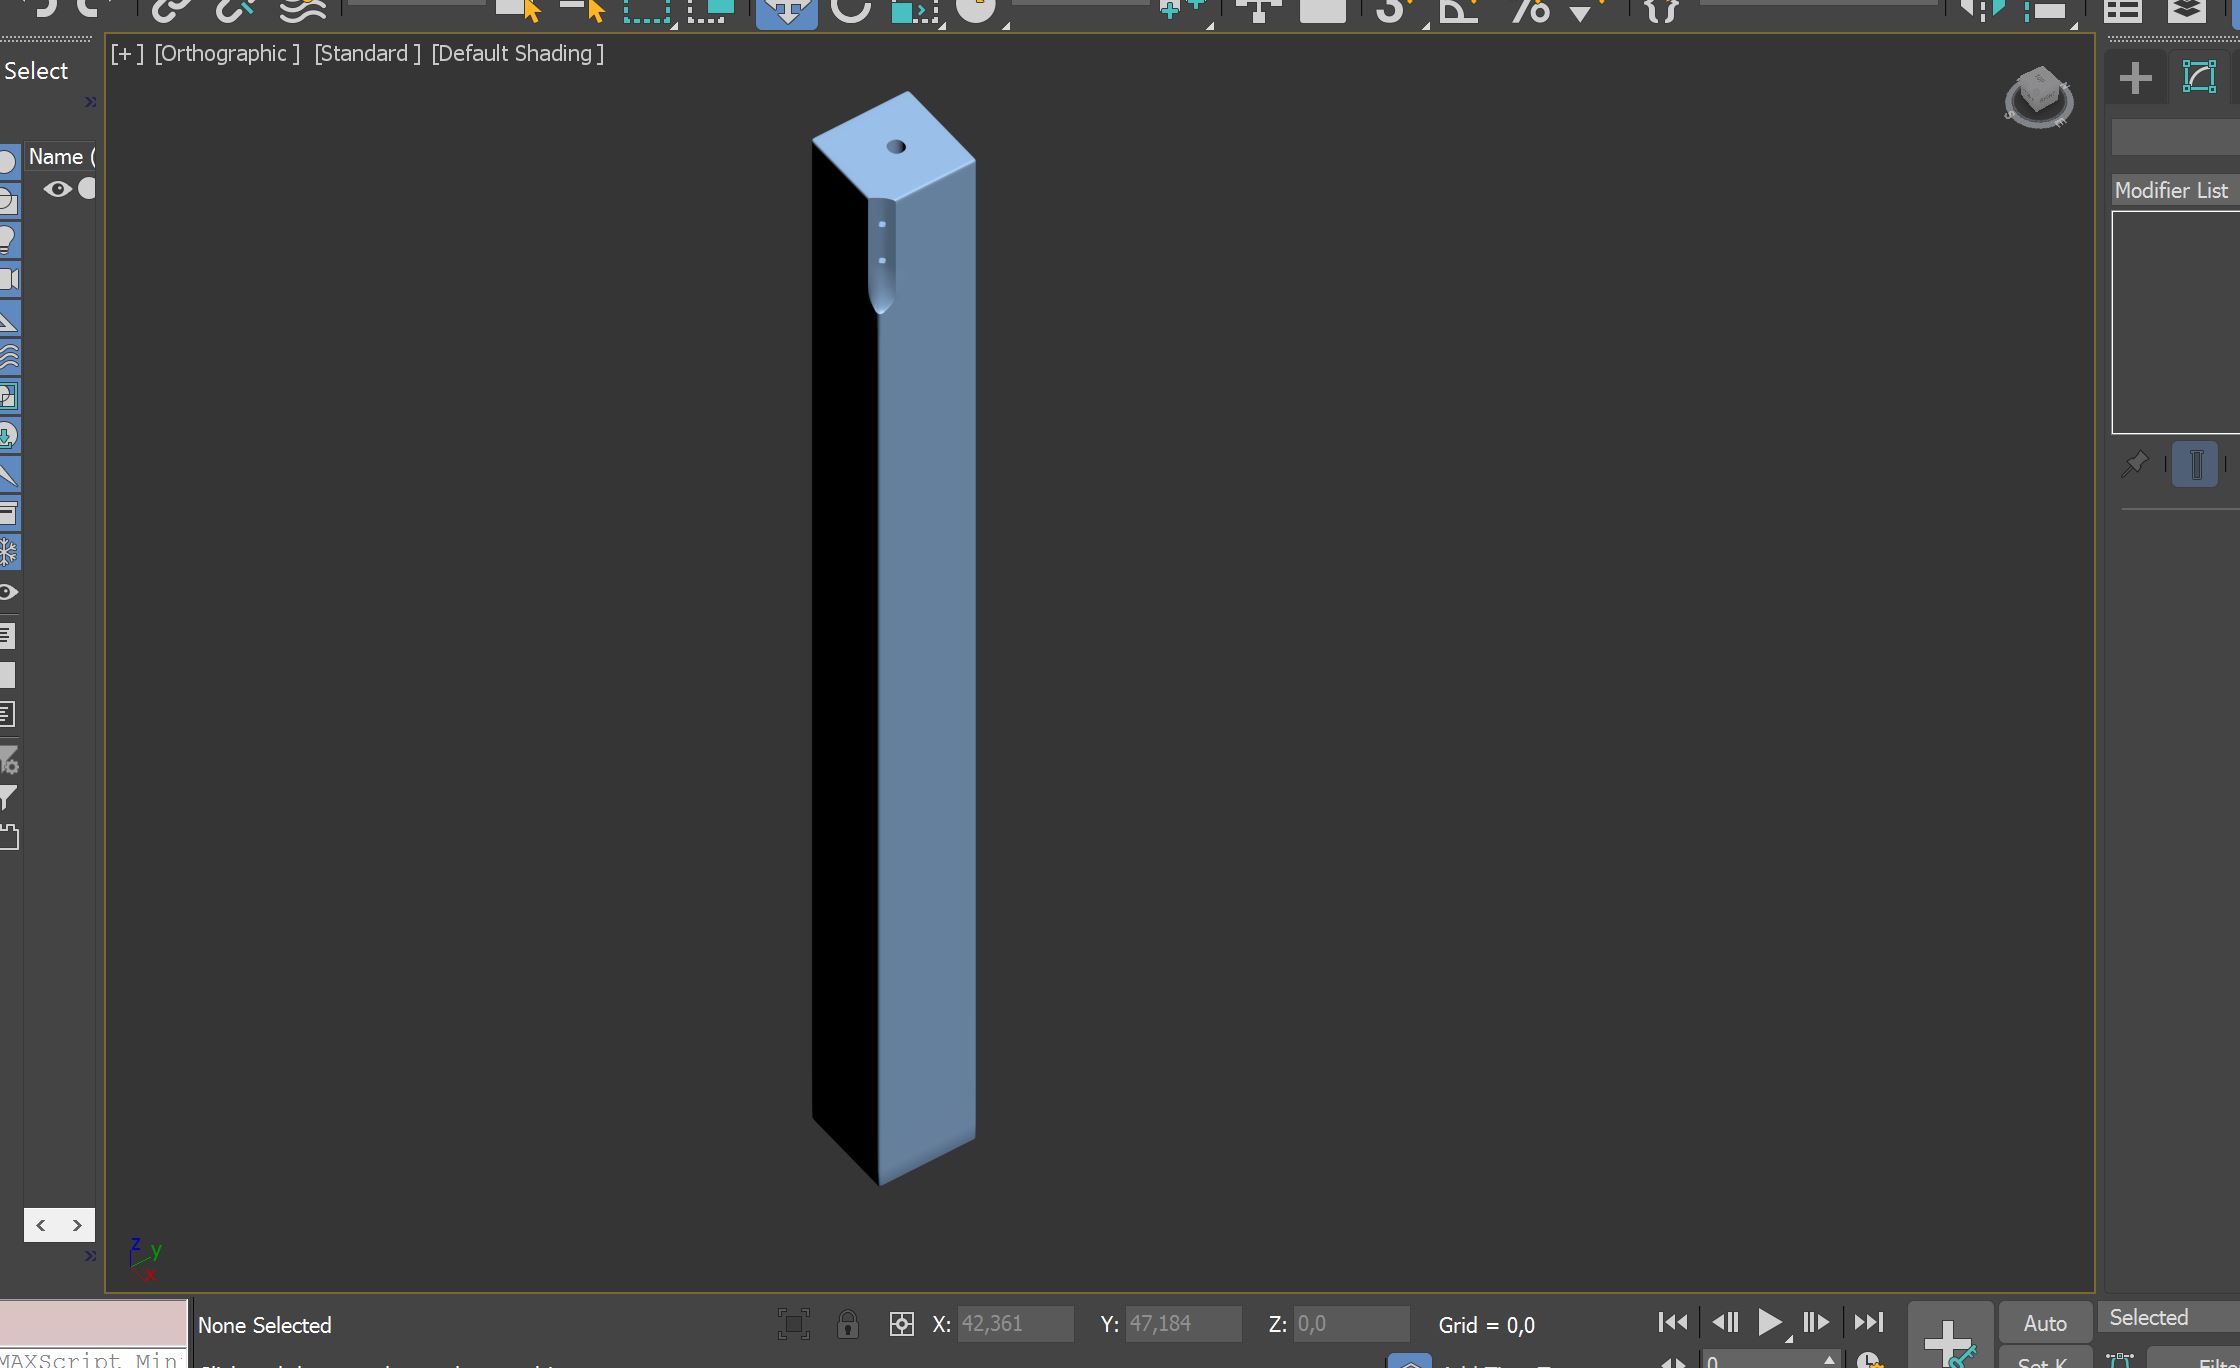 [+] [Orthographic] [Standard] [Default Shading]
Select
Name (
Modifier List
z
y
x
None Selected
X: 42,361 Y: 47,184 Z: 0,0 Grid = 0,0
Auto
Selected
MAXScript Min
0
Set K